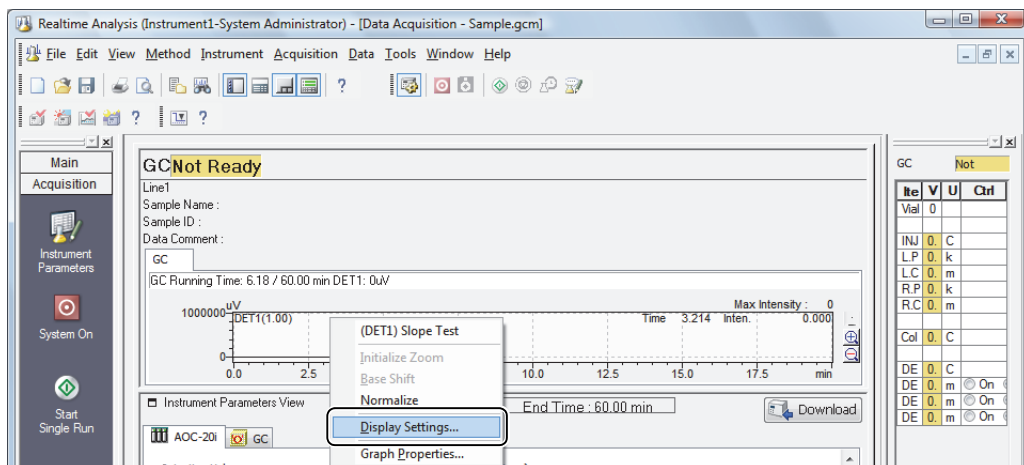 Realtime Analysis (Instrument1-System Administrator) - [Data Acquisition - Sample.gcm]
File Edit View Method Instrument Acquisition Data Tools Window Help
?
?
?
Main
Acquisition
Instrument
Parameters
System On
Start
Single Run
GC Not Ready
Line1
Sample Name :
Sample ID :
Data Comment :
GC
GC Running Time: 6.18 / 60.00 min DET1: 0uV
uV
Max Intensity : 0
1000000
DET1(1.00)
Time 3.214 Inten. 0.000
0
0.0 2.5 10.0 12.5 15.0 17.5 min
(DET1) Slope Test
Initialize Zoom
Base Shift
Normalize
Display Settings...
Graph Properties...
Instrument Parameters View
End Time : 60.00 min
Download
AOC-20i GC
GC Not
Ite V U Ctrl
Vial 0
INJ 0. C
L.P 0. k
L.C 0. m
R.P 0. k
R.C 0. m
Col 0. C
DE 0. C
DE 0. m On
DE 0. m On
DE 0. m On